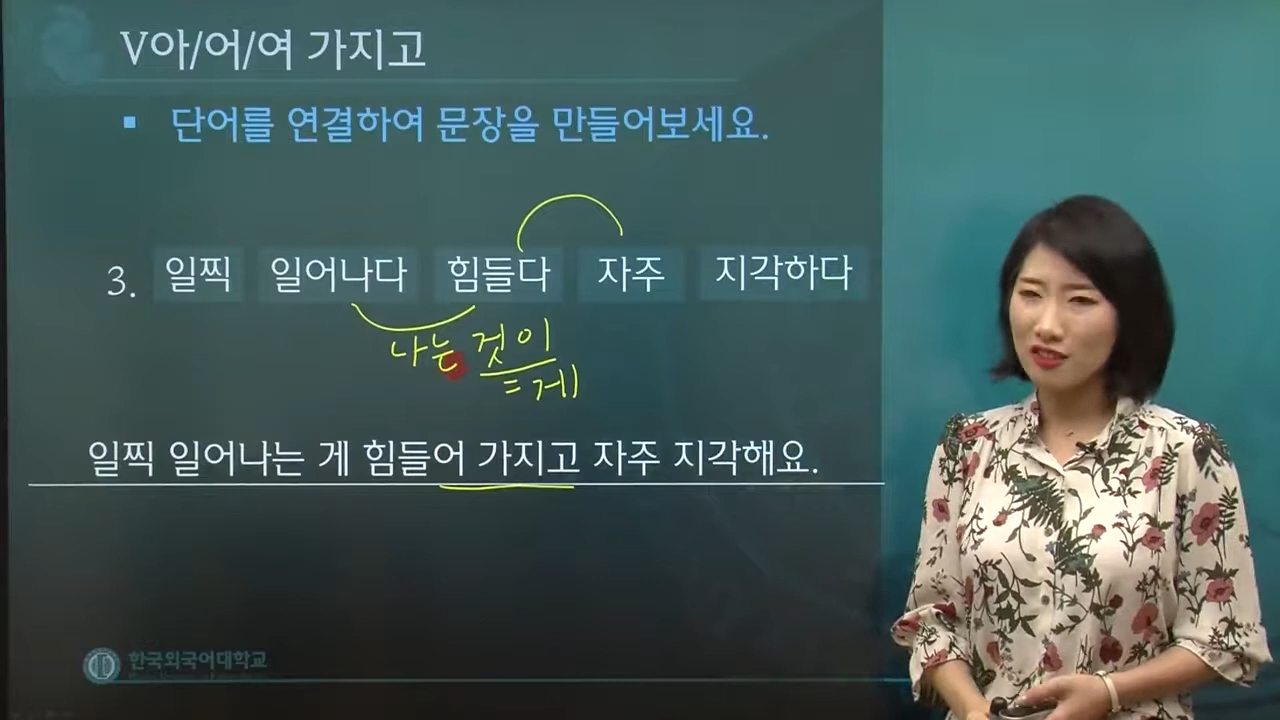 V아/어/여 가지고
▪ 단어를 연결하여 문장을 만들어보세요.
3. 일찍 일어나다 힘들다 자주 지각하다
나는 것이
= 게
일찍 일어나는 게 힘들어 가지고 자주 지각해요.
한국외국어대학교